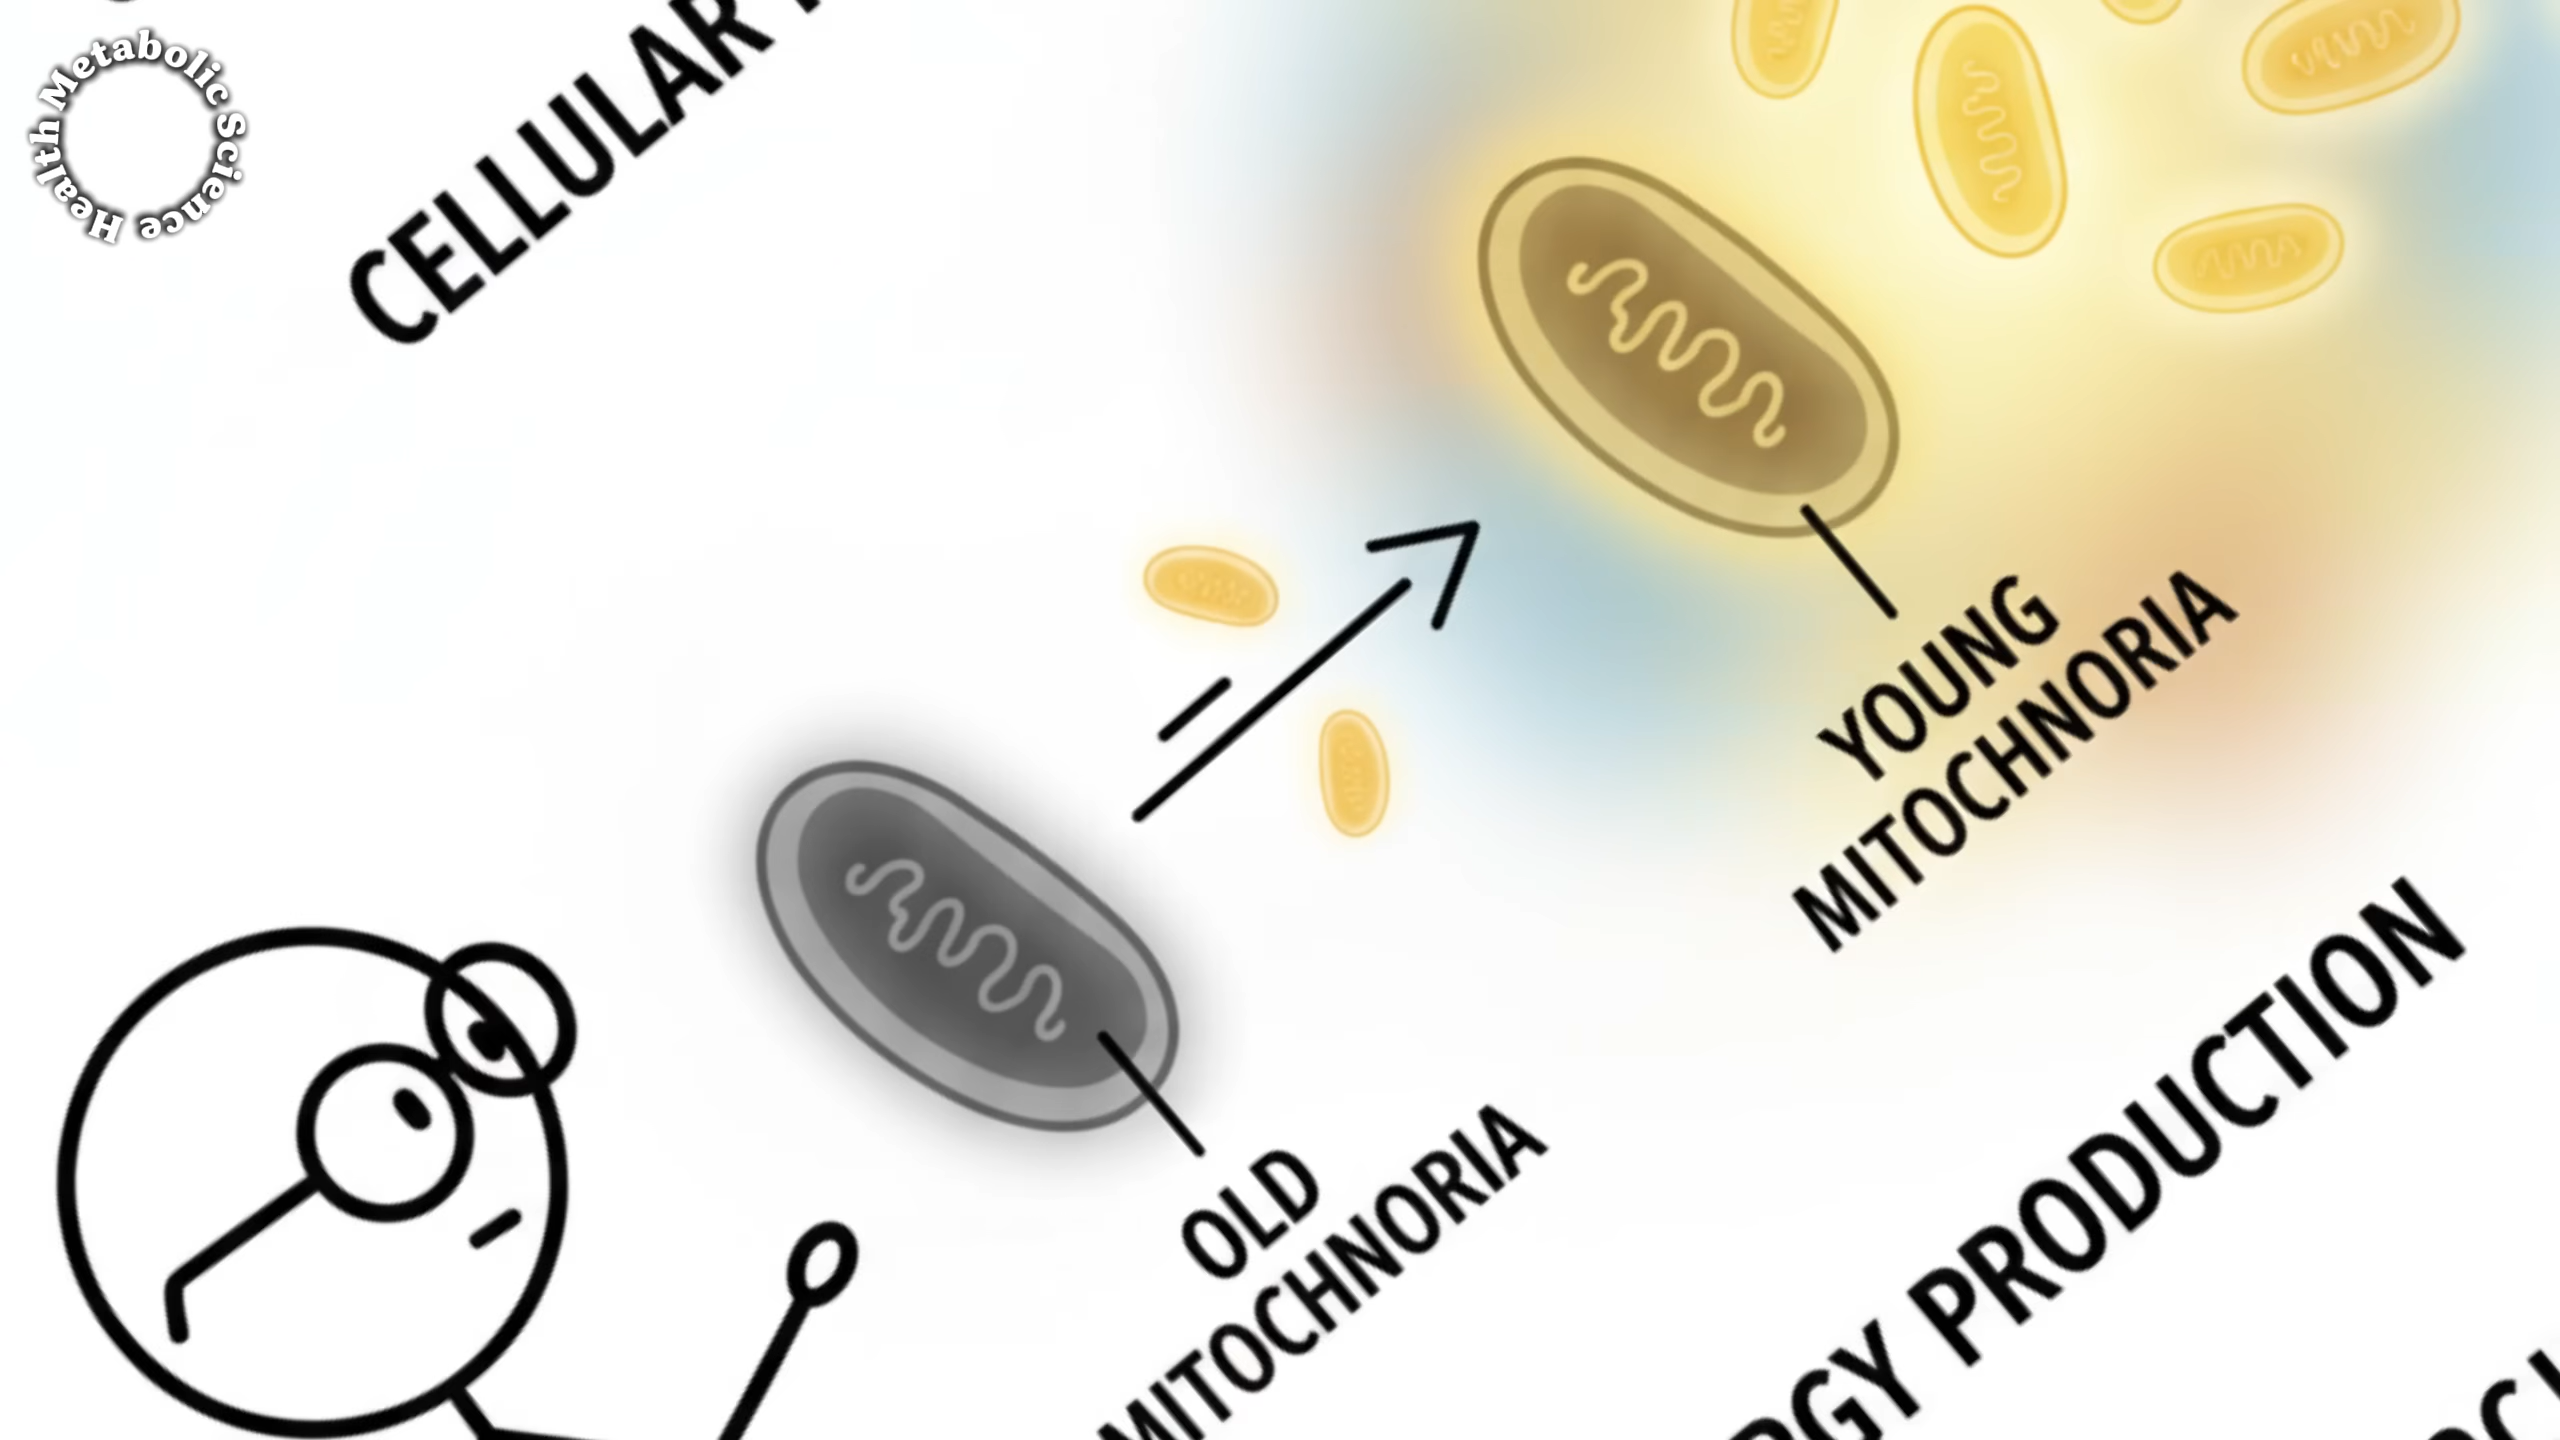 Metabolic Science Health
CELLULAR
YOUNG
MITOCHNORIA
OLD
MITOCHNORIA
PRODUCTION